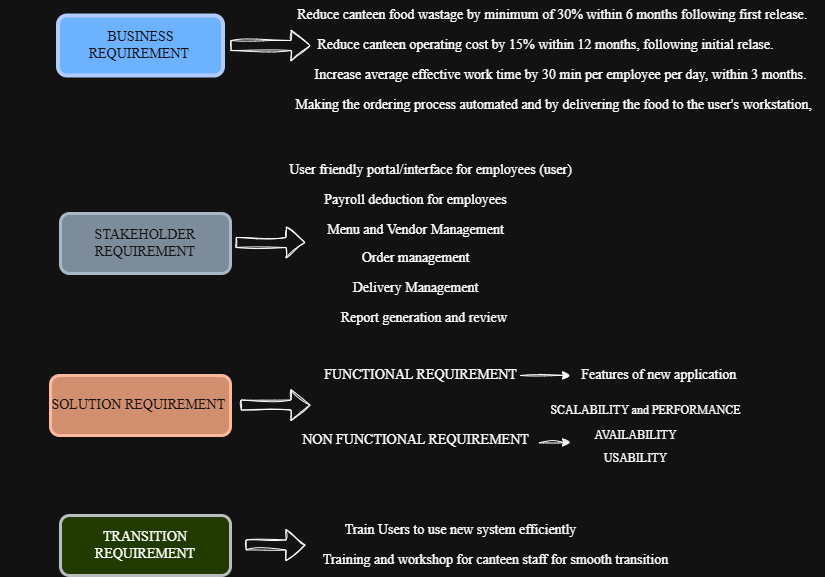 Reduce canteen food wastage by minimum of 30% within 6 months following first release.
BUSINESS
REQUIREMENT
Reduce canteen operating cost by 15% within 12 months, following initial relase.
Increase average effective work time by 30 min per employee per day, within 3 months.
Making the ordering process automated and by delivering the food to the user's workstation,
User friendly portal/interface for employees (user)
Payroll deduction for employees
STAKEHOLDER
REQUIREMENT
Menu and Vendor Management
Order management
Delivery Management
Report generation and review
SOLUTION REQUIREMENT
FUNCTIONAL REQUIREMENT
Features of new application
NON FUNCTIONAL REQUIREMENT
SCALABILITY and PERFORMANCE
AVAILABILITY
USABILITY
TRANSITION
REQUIREMENT
Train Users to use new system efficiently
Training and workshop for canteen staff for smooth transition